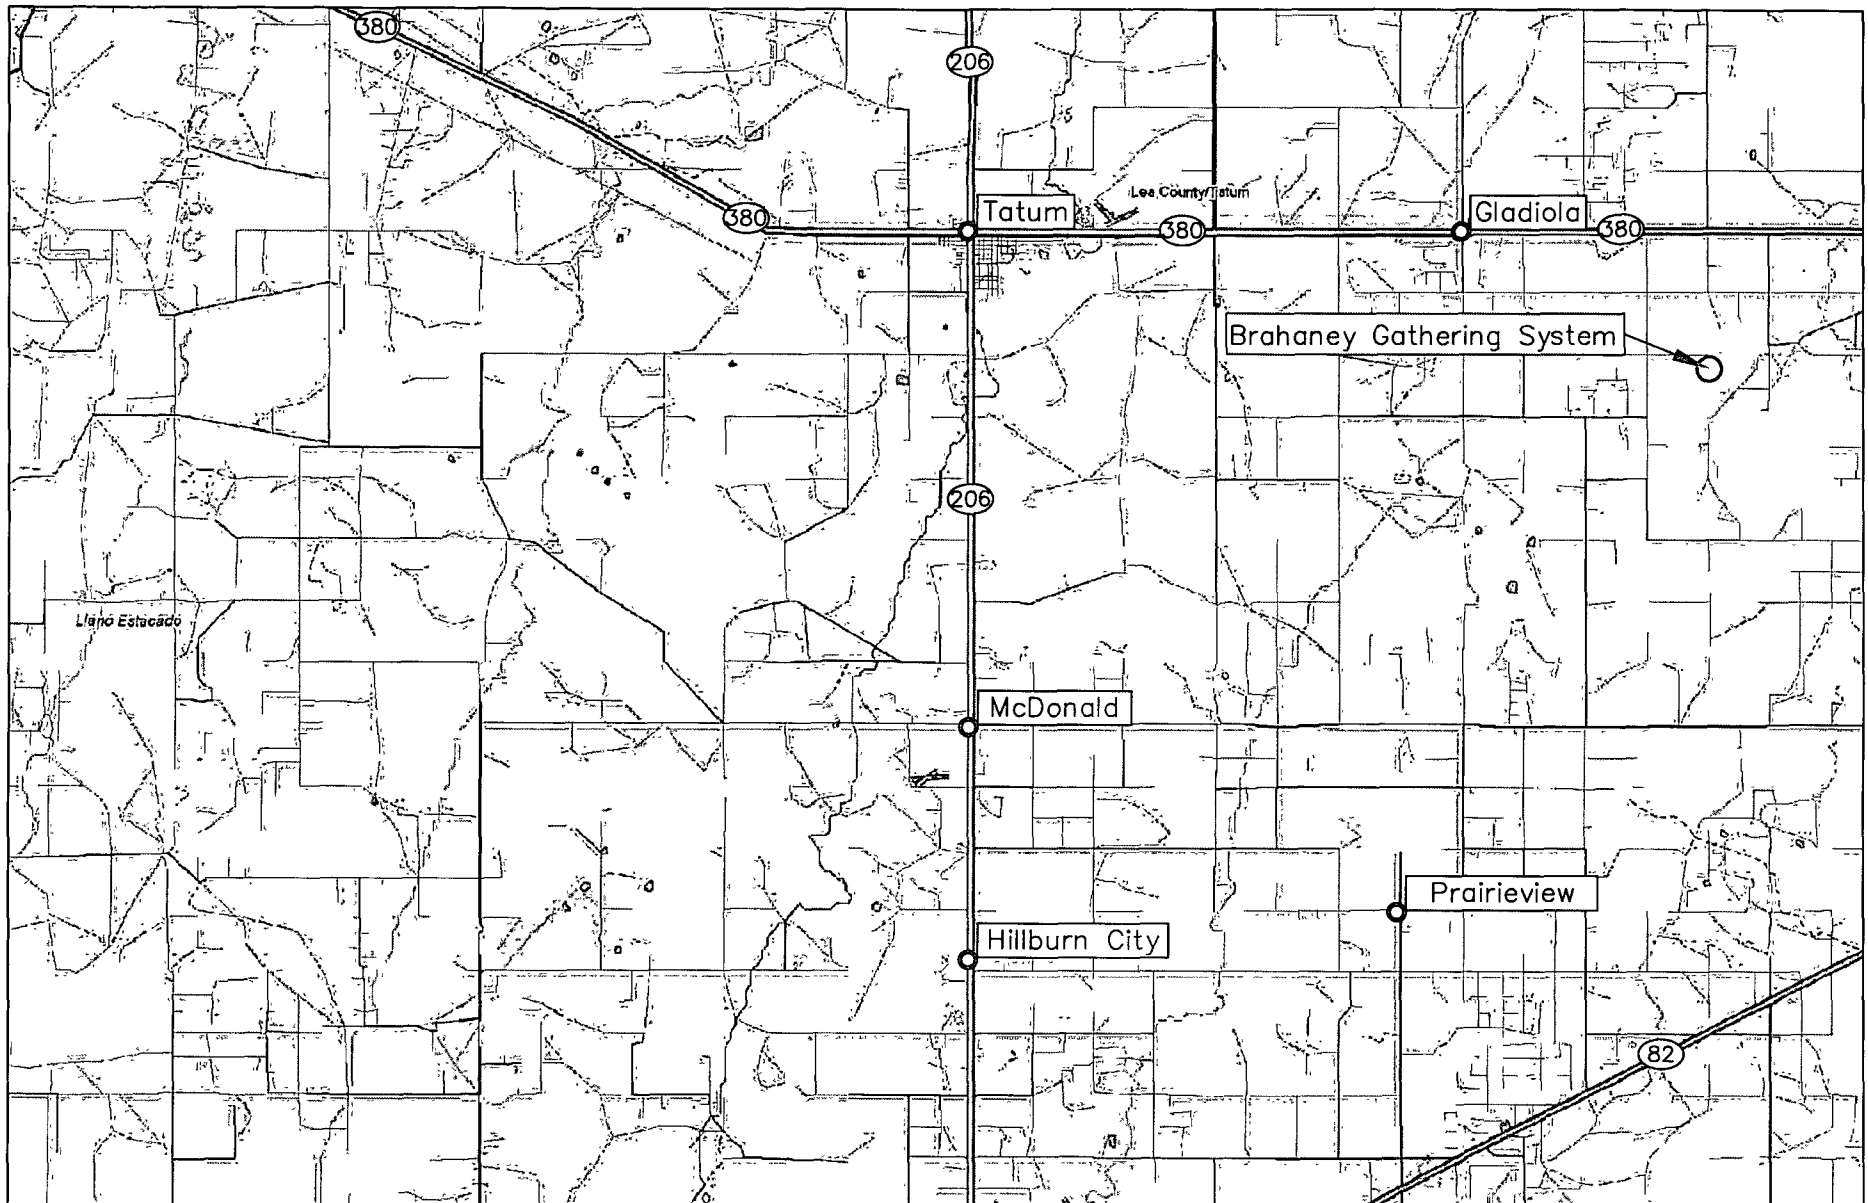 380
206
Lea County/Tatum
Tatum
Gladiola
380
380
380
Brahaney Gathering System
206
Llano Estacado
McDonald
Prairieview
Hillburn City
82